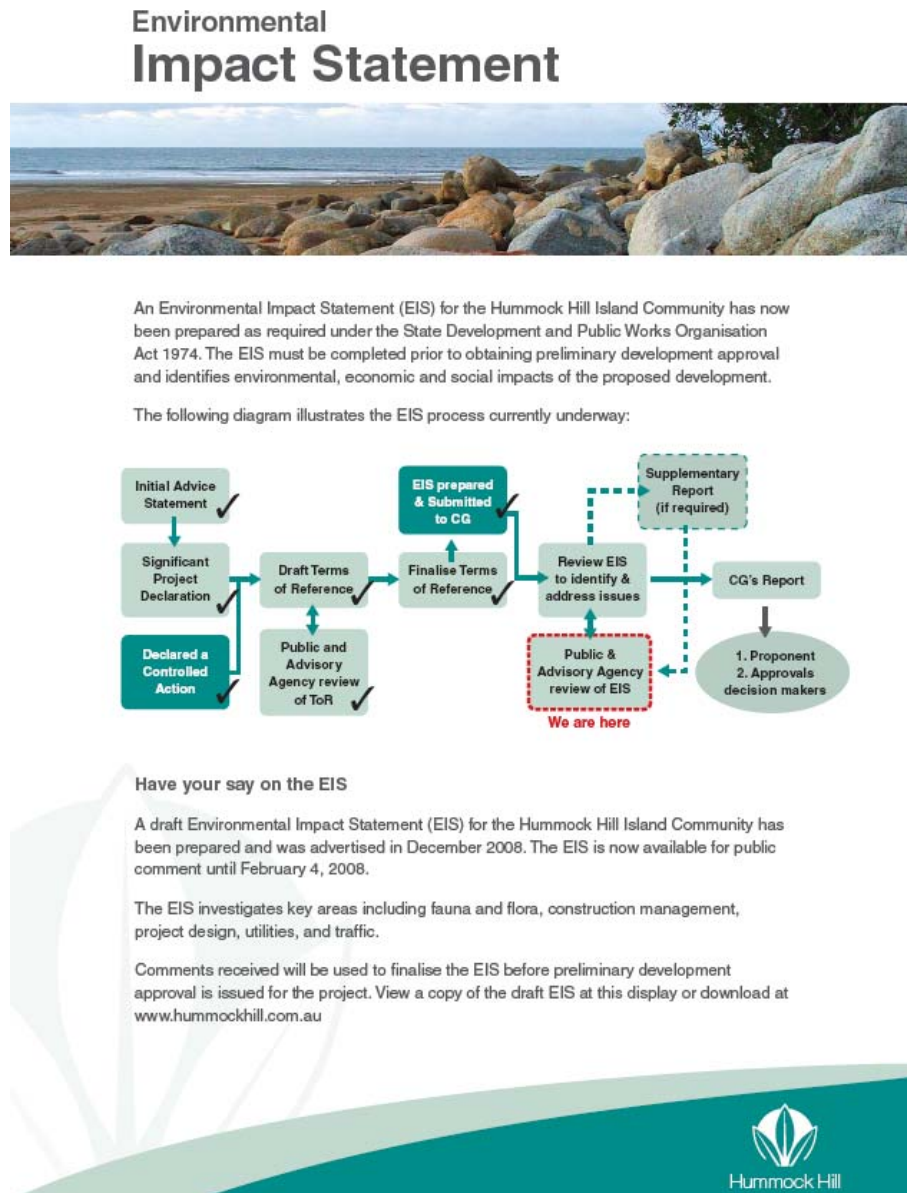 Environmental
Impact Statement
An Environmental Impact Statement (EIS) for the Hummock Hill Island Community has now
been prepared as required under the State Development and Public Works Organisation
Act 1974. The EIS must be completed prior to obtaining preliminary development approval
and identifies environmental, economic and social impacts of the proposed development.
The following diagram illustrates the EIS process currently underway:
Initial Advice
Statement
Significant
Project
Declaration
Declared a
Controlled
Action
Draft Terms
of Reference
Public and
Advisory
Agency review
of ToR
EIS prepared
& Submitted
to CG
Finalise Terms
of Reference
Review EIS
to identify &
address issues
Public &
Advisory Agency
review of EIS
We are here
Supplementary
Report
(if required)
CG's Report
1. Proponent
2. Approvals
decision makers
Have your say on the EIS
A draft Environmental Impact Statement (EIS) for the Hummock Hill Island Community has
been prepared and was advertised in December 2008. The EIS is now available for public
comment until February 4, 2008.
The EIS investigates key areas including fauna and flora, construction management,
project design, utilities, and traffic.
Comments received will be used to finalise the EIS before preliminary development
approval is issued for the project. View a copy of the draft EIS at this display or download at
www.hummockhill.com.au
Hummock Hill